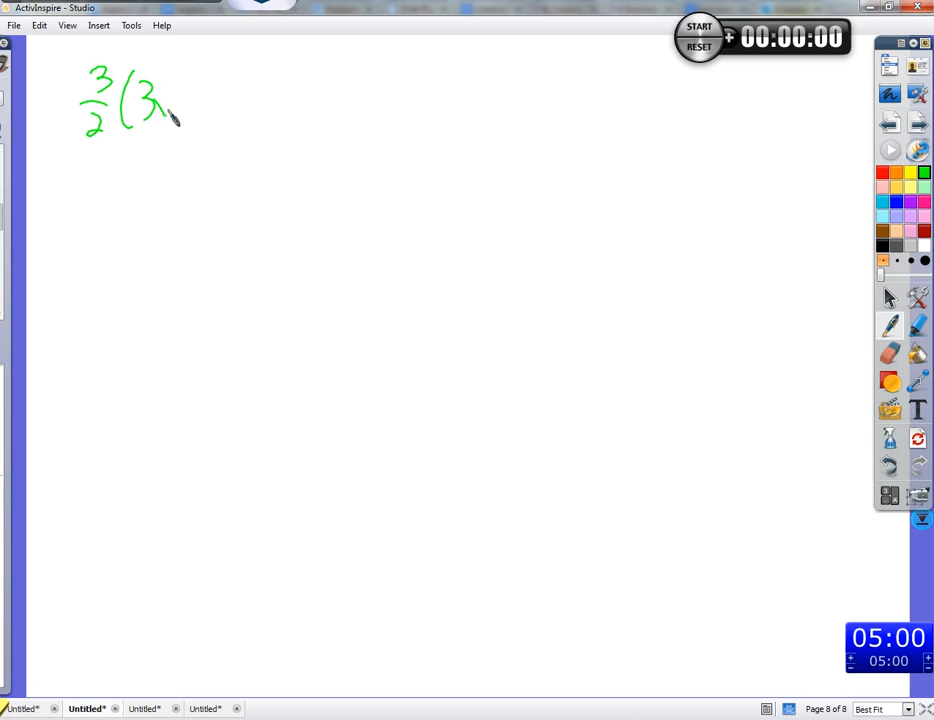 ActivInspire - Studio
File Edit View Insert Tools Help
START
RESET
00:00:00
3/2 (3
T
05:00
05:00
Untitled* Untitled* Untitled* Untitled* Page 8 of 8 Best Fit